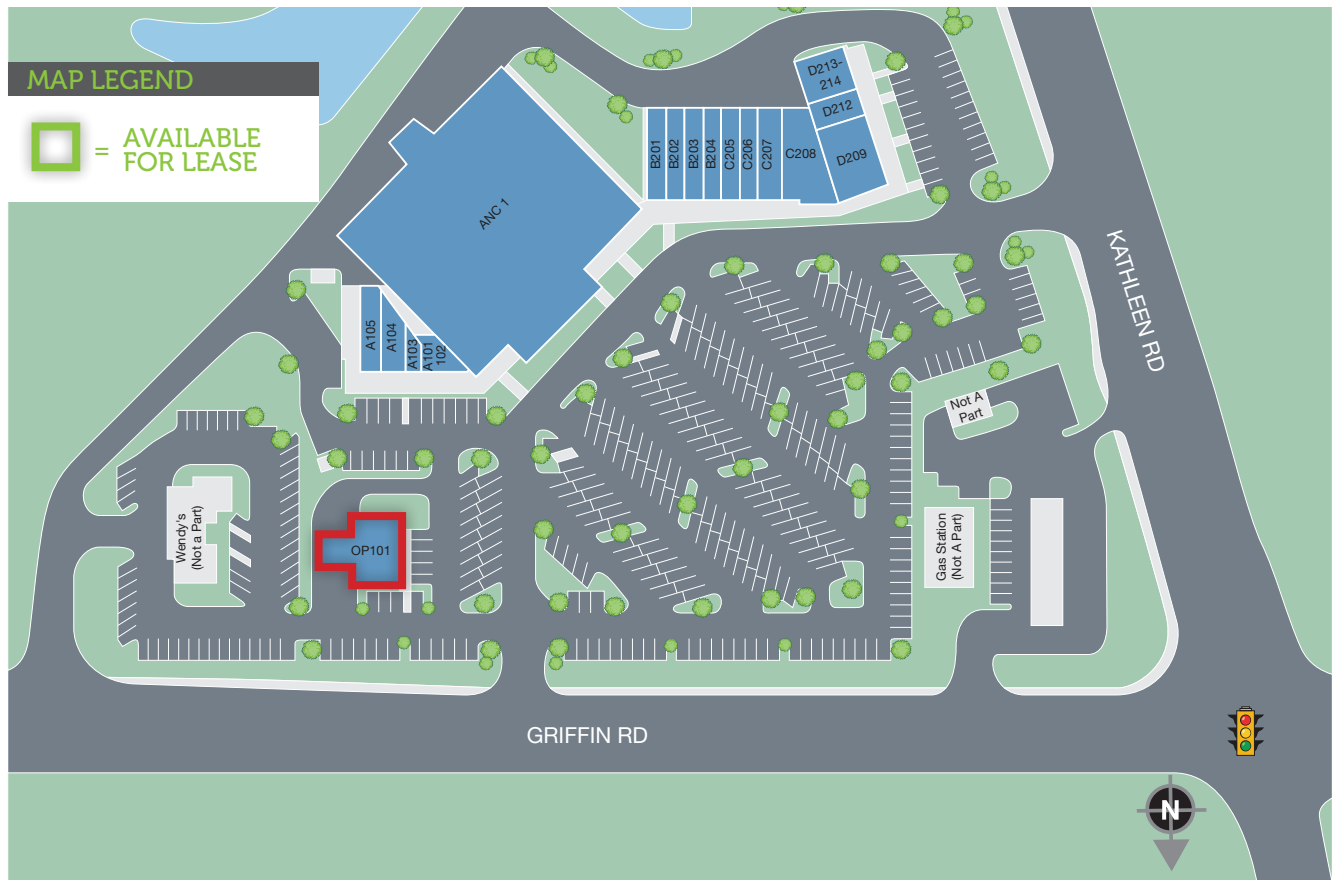 MAP LEGEND
= AVAILABLE
FOR LEASE
D213-
214
D212
D209
B201
B202
B203
B204
C205
C206
C207
C208
ANC 1
A105
A104
A103
A101
102
KATHLEEN RD
Not A
Part
Wendy's
(Not a Part)
OP101
Gas Station
(Not A Part)
GRIFFIN RD
N